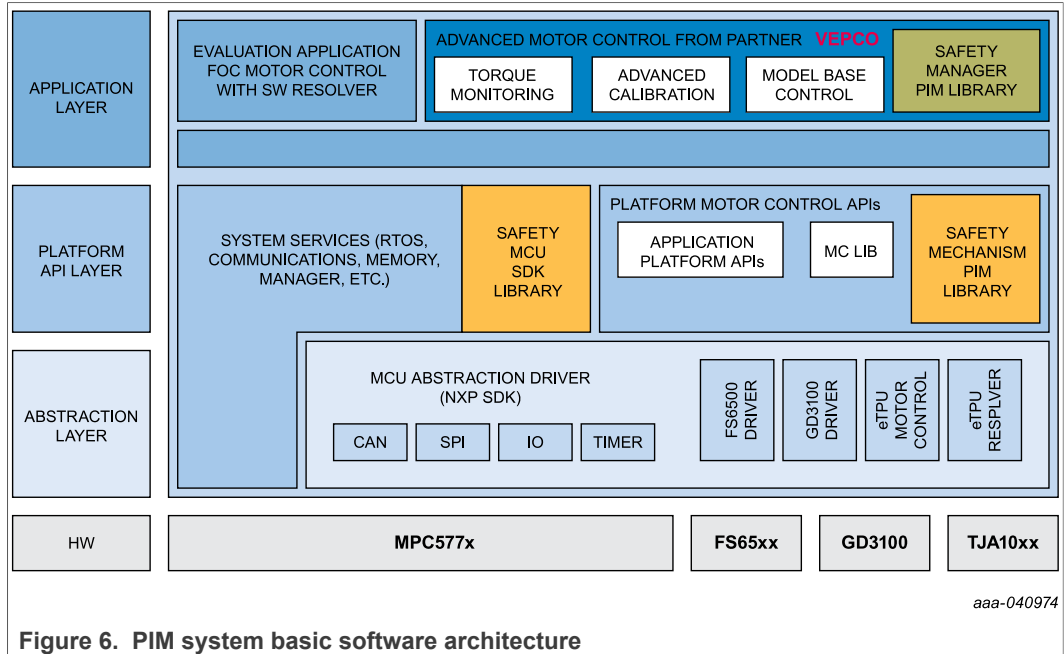 APPLICATION
LAYER
EVALUATION APPLICATION
FOC MOTOR CONTROL
WITH SW RESOLVER
ADVANCED MOTOR CONTROL FROM PARTNER VEPCO
TORQUE
MONITORING
ADVANCED
CALIBRATION
MODEL BASE
CONTROL
SAFETY
MANAGER
PIM LIBRARY
PLATFORM
API LAYER
SYSTEM SERVICES (RTOS,
COMMUNICATIONS, MEMORY,
MANAGER, ETC.)
SAFETY
MCU
SDK
LIBRARY
PLATFORM MOTOR CONTROL APIs
APPLICATION
PLATFORM APIs
MC LIB
SAFETY
MECHANISM
PIM
LIBRARY
ABSTRACTION
LAYER
MCU ABSTRACTION DRIVER
(NXP SDK)
CAN
SPI
IO
TIMER
FS6500
DRIVER
GD3100
DRIVER
eTPU
MOTOR
CONTROL
eTPU
RESPLVER
HW
MPC577x
FS65xx
GD3100
TJA10xx
aaa-040974
Figure 6. PIM system basic software architecture